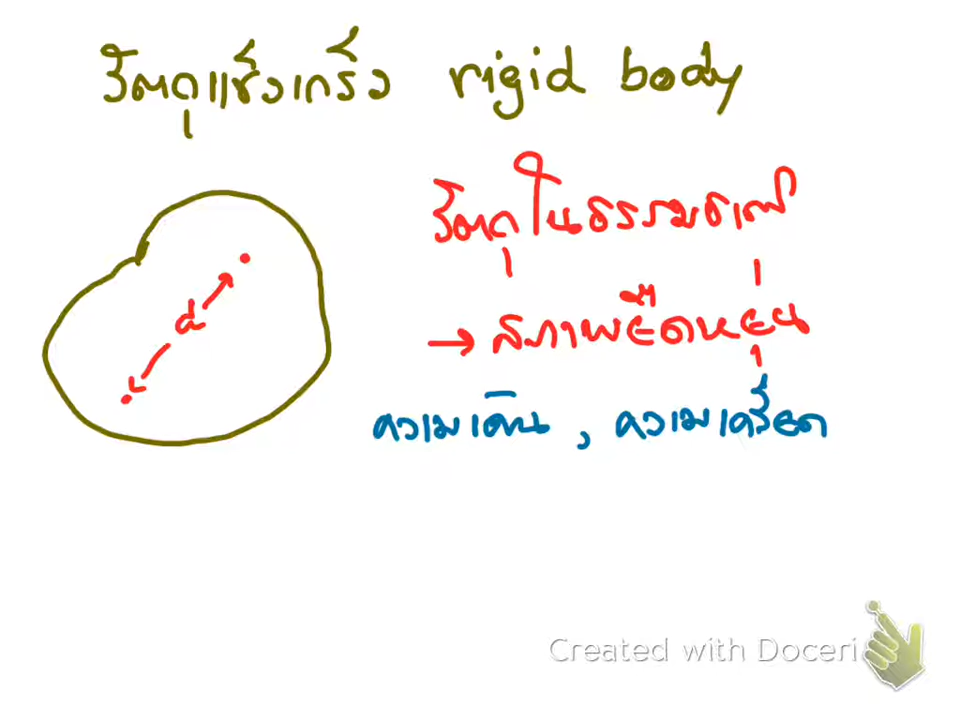 วัตถุแข็งเกร็ง rigid body
วัตถุในธรรมชาติ
d
→ สภาพยืดหยุ่น
ความเค้น , ความเครียด
Created with Doceri